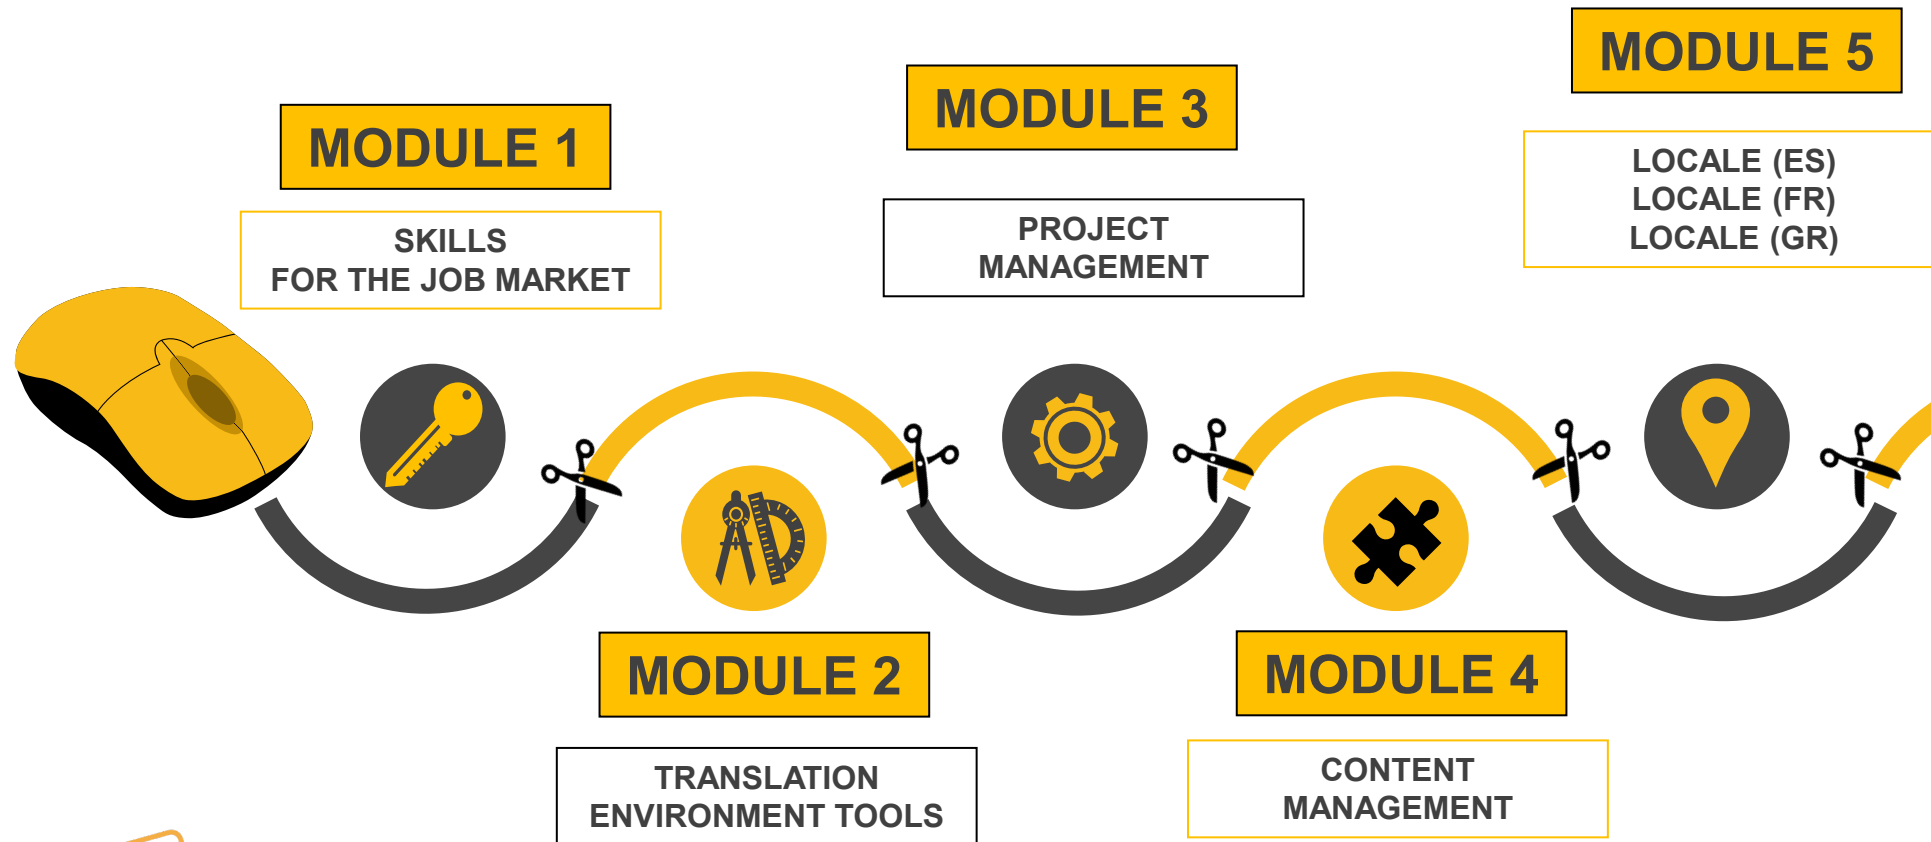 MODULE 1
SKILLS
FOR THE JOB MARKET
MODULE 2
TRANSLATION
ENVIRONMENT TOOLS
MODULE 3
PROJECT
MANAGEMENT
MODULE 4
CONTENT
MANAGEMENT
MODULE 5
LOCALE (ES)
LOCALE (FR)
LOCALE (GR)